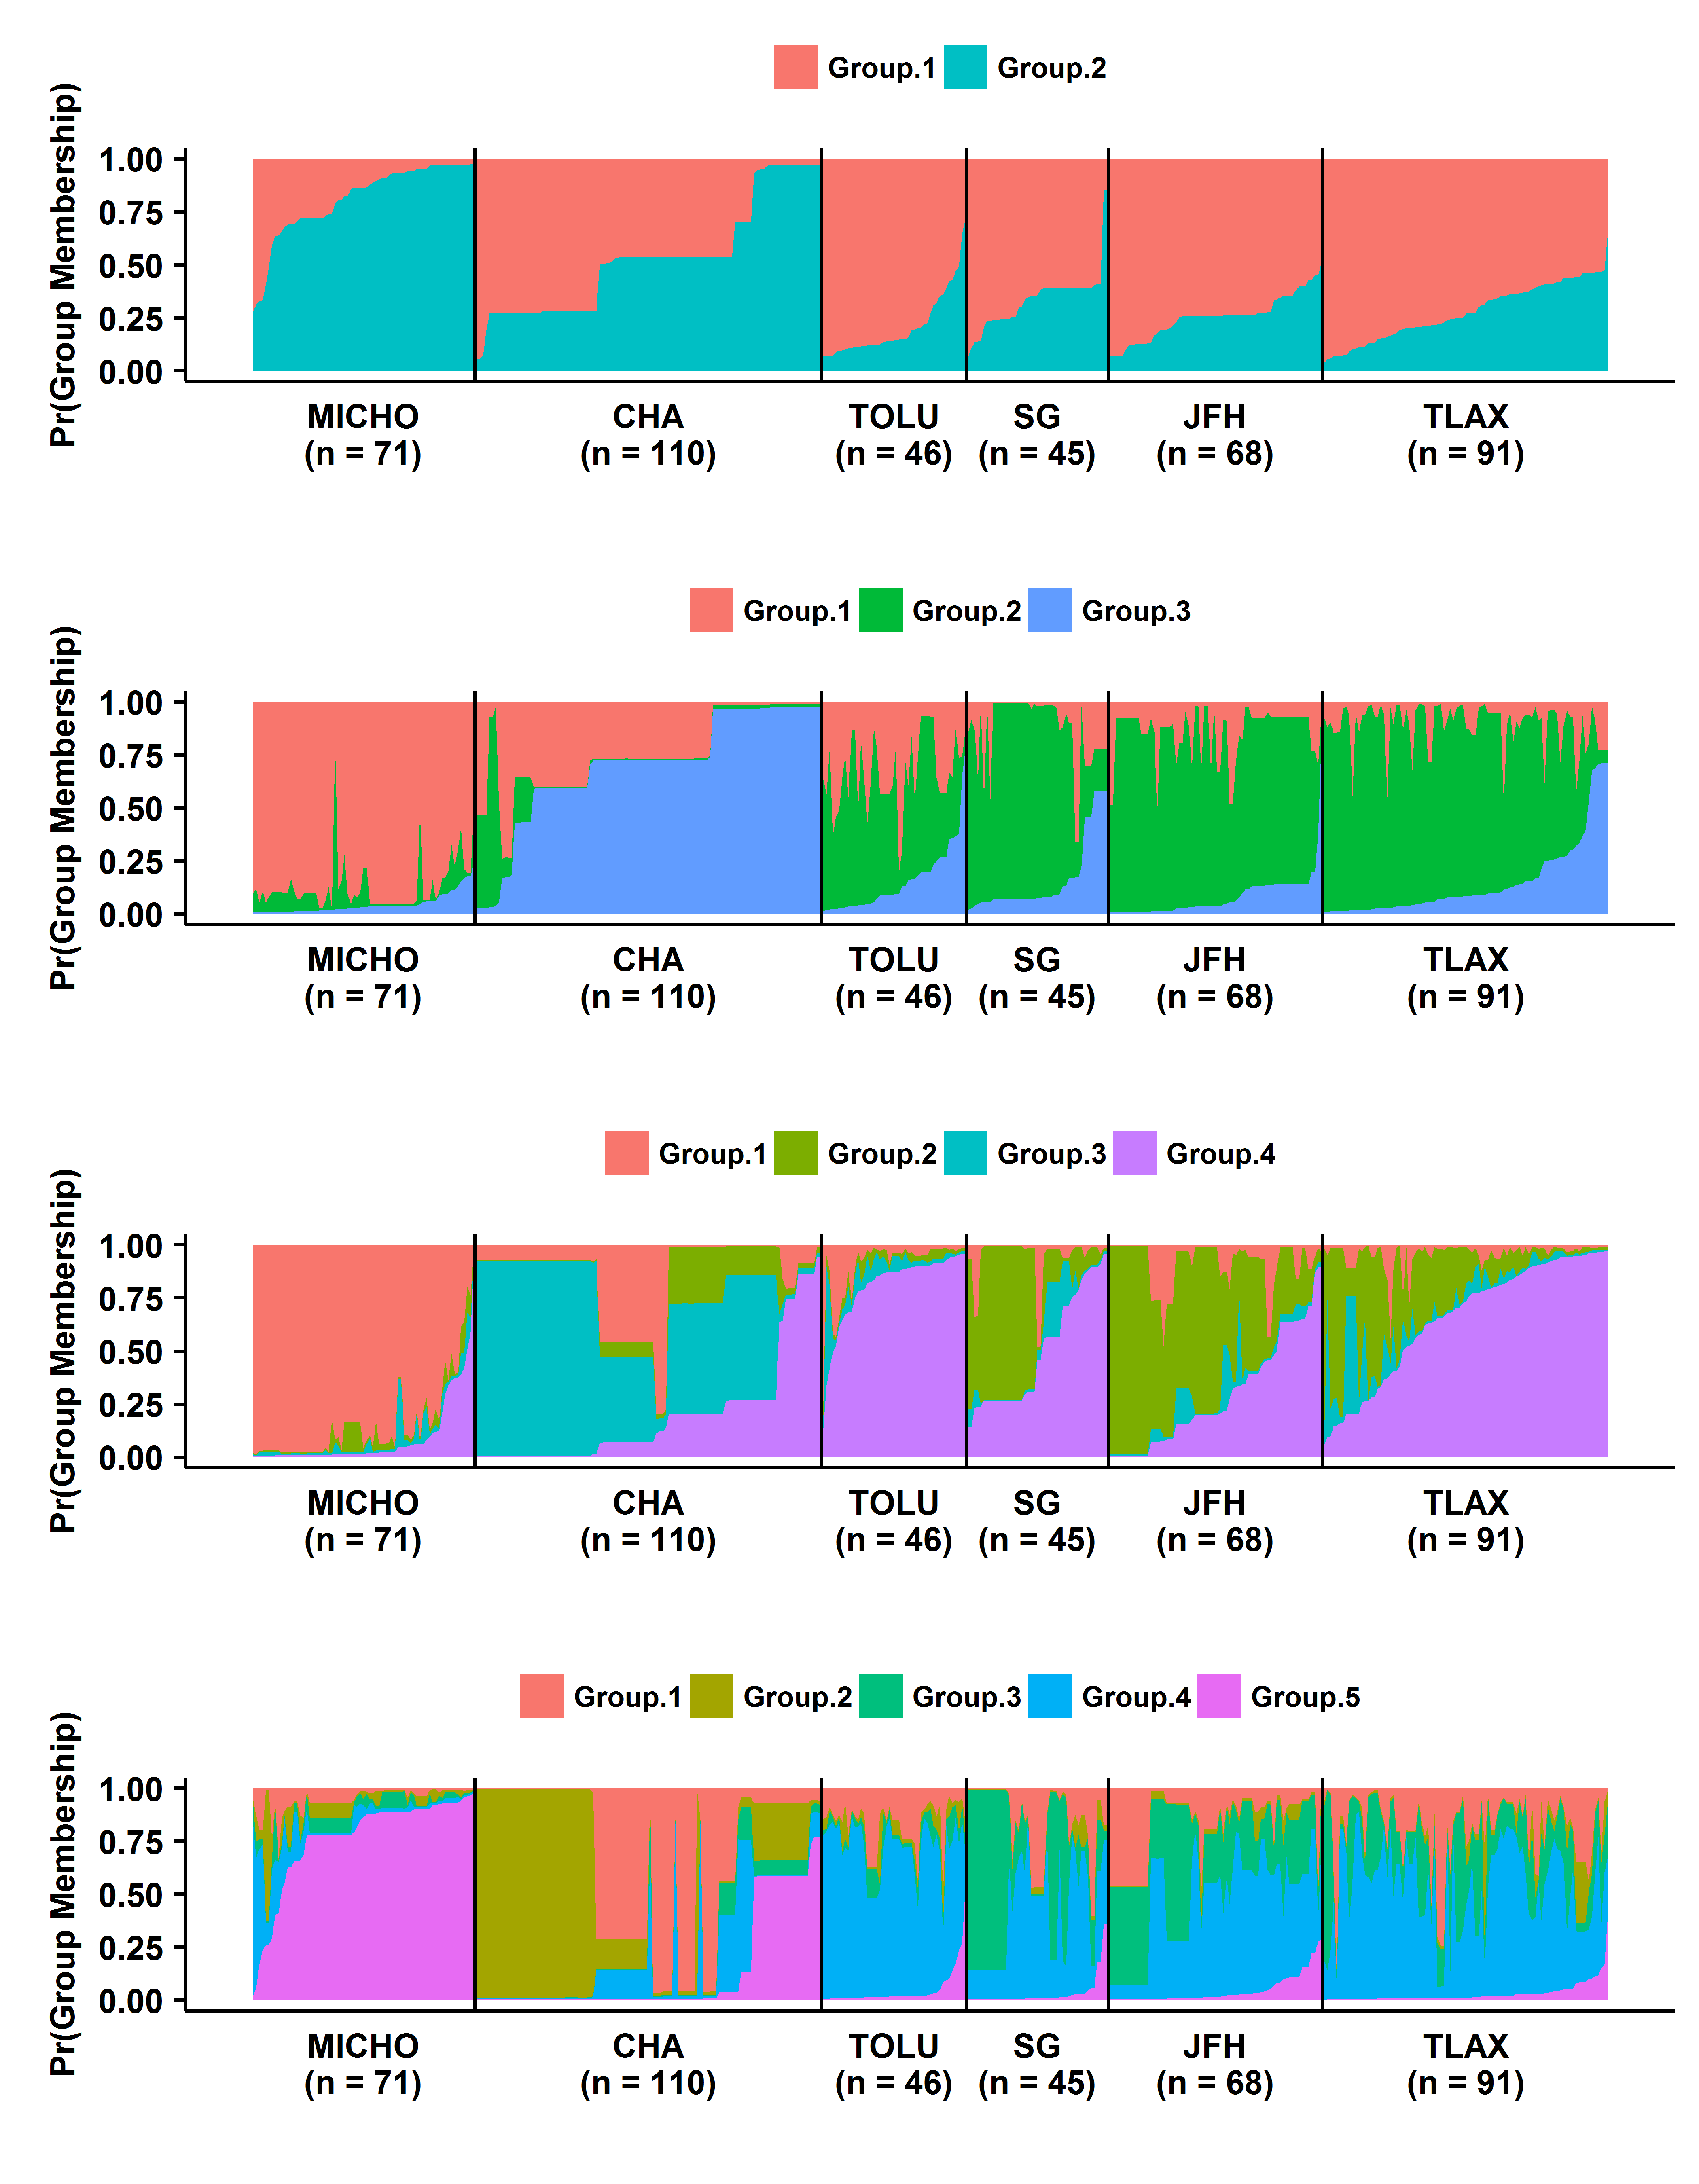 Group.1 Group.2
Pr(Group Membership)
1.00
0.75
0.50
0.25
0.00
MICHO CHA TOLU SG JFH TLAX
(n = 71) (n = 110) (n = 46) (n = 45) (n = 68) (n = 91)
Group.1 Group.2 Group.3
Pr(Group Membership)
1.00
0.75
0.50
0.25
0.00
MICHO CHA TOLU SG JFH TLAX
(n = 71) (n = 110) (n = 46) (n = 45) (n = 68) (n = 91)
Group.1 Group.2 Group.3 Group.4
Pr(Group Membership)
1.00
0.75
0.50
0.25
0.00
MICHO CHA TOLU SG JFH TLAX
(n = 71) (n = 110) (n = 46) (n = 45) (n = 68) (n = 91)
Group.1 Group.2 Group.3 Group.4 Group.5
Pr(Group Membership)
1.00
0.75
0.50
0.25
0.00
MICHO CHA TOLU SG JFH TLAX
(n = 71) (n = 110) (n = 46) (n = 45) (n = 68) (n = 91)